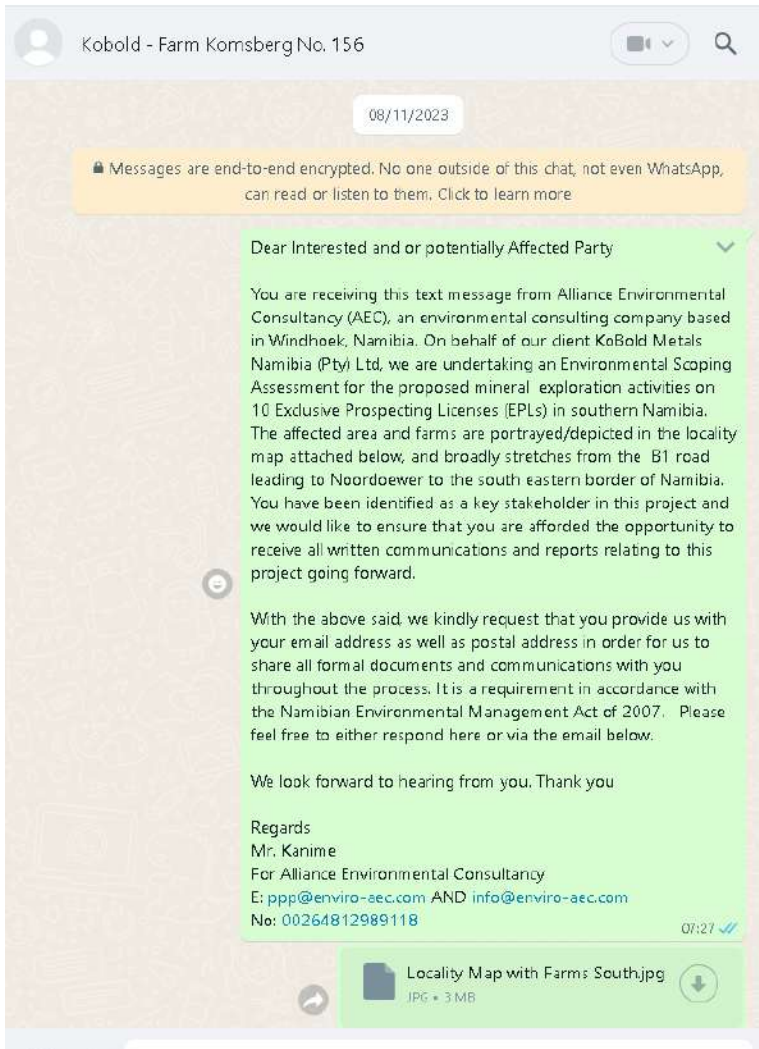 Kobold - Farm Komsberg No. 156
08/11/2023
Messages are end-to-end encrypted. No one outside of this chat, not even WhatsApp,
can read or listen to them. Click to learn more
Dear Interested and or potentially Affected Party
You are receiving this text message from Alliance Environmental
Consultancy (AEC), an environmental consulting company based
in Windhoek, Namibia. On behalf of our client KoBold Metals
Namibia (Pty) Ltd, we are undertaking an Environmental Scoping
Assessment for the proposed mineral exploration activities on
10 Exclusive Prospecting Licenses (EPLs) in southern Namibia.
The affected area and farms are portrayed/depicted in the locality
map attached below, and broadly stretches from the B1 road
leading to Noordoewer to the south eastern border of Namibia.
You have been identified as a key stakeholder in this project and
we would like to ensure that you are afforded the opportunity to
receive all written communications and reports relating to this
project going forward.
With the above said, we kindly request that you provide us with
your email address as well as postal address in order for us to
share all formal documents and communications with you
throughout the process. It is a requirement in accordance with
the Namibian Environmental Management Act of 2007. Please
feel free to either respond here or via the email below.
We look forward to hearing from you. Thank you
Regards
Mr. Kanime
For Alliance Environmental Consultancy
E: ppp@enviro-aec.com AND info@enviro-aec.com
No: 00264812989118
07:27
Locality Map with Farms South.jpg
JPG • 3 MB